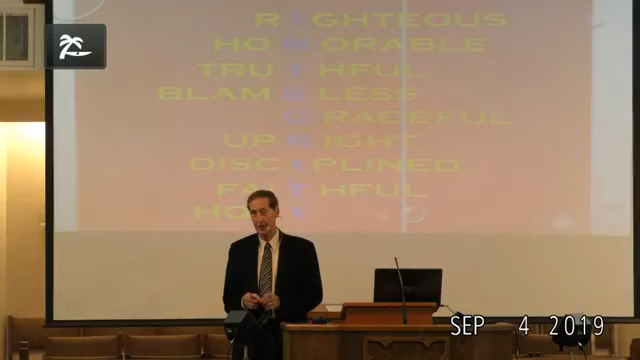 RIGHTEOUS
HONORABLE
TRUTHFUL
BLAMELESS
GRACEFUL
UPRIGHT
DISCIPLINED
FAITHFUL
SEP 4 2019